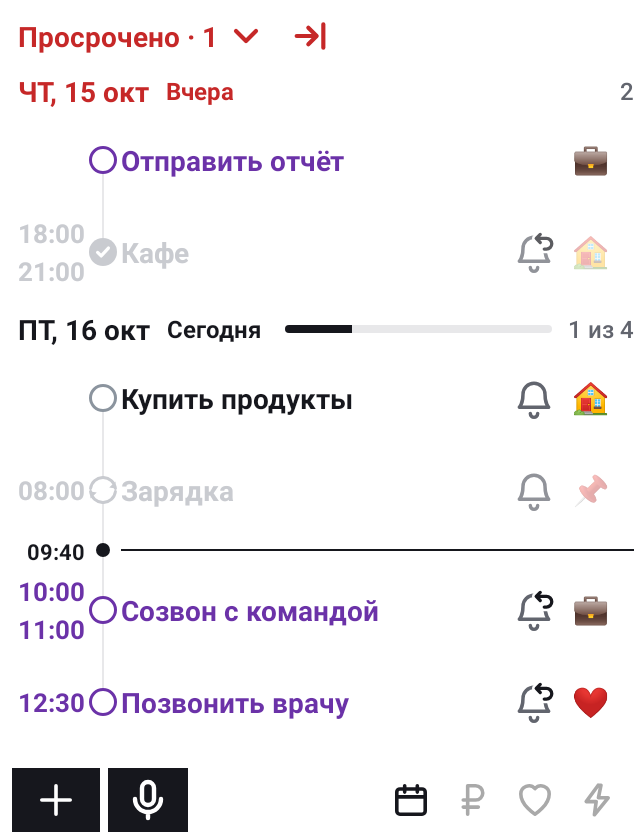 Просрочено · 1
ЧТ, 15 окт Вчера 2
Отправить отчёт
18:00
Кафе
21:00
ПТ, 16 окт Сегодня 1 из 4
Купить продукты
08:00 Зарядка
09:40
10:00
Созвон с командой
11:00
12:30 Позвонить врачу